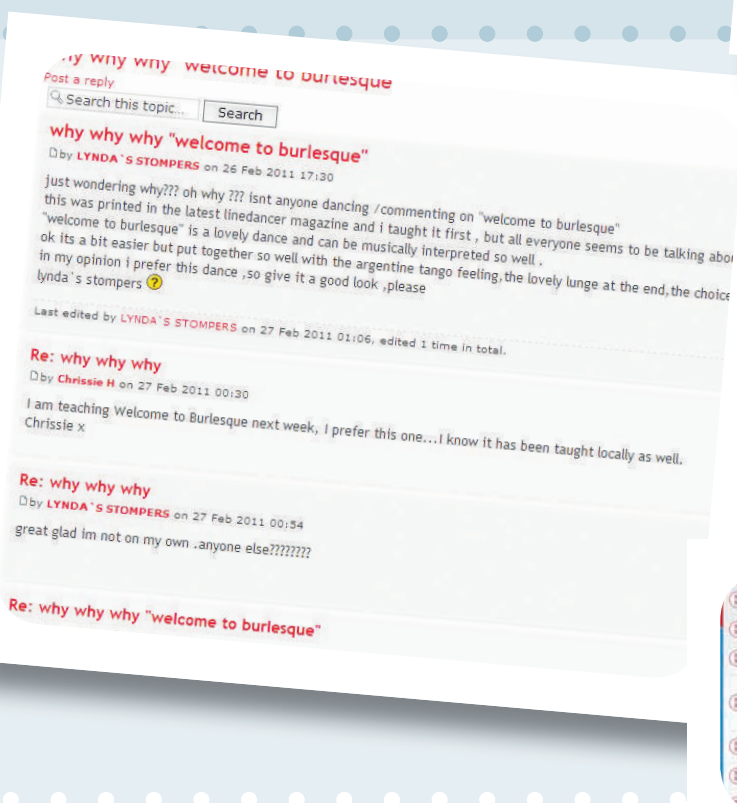 why why "welcome to burlesque
Post a reply
Search this topic... Search
why why why "welcome to burlesque"
by LYNDA`S STOMPERS on 26 Feb 2011 17:30
just wondering why??? oh why ??? isnt anyone dancing /commenting on "welcome to burlesque"
this was printed in the latest linedancer magazine and i taught it first , but all everyone seems to be talking
"welcome to burlesque" is a lovely dance and can be musically interpreted so well .
ok its a bit easier but put together so well with the argentine tango feeling,the lovely lunge at the end,the choice
in my opinion i prefer this dance ,so give it a good look ,please
lynda`s stompers
Last edited by LYNDA`S STOMPERS on 27 Feb 2011 01:06, edited 1 time in total.
Re: why why why
by Chrissie H on 27 Feb 2011 00:30
I am teaching Welcome to Burlesque next week, I prefer this one...I know it has been taught locally as well.
Chrissie x
Re: why why why
by LYNDA`S STOMPERS on 27 Feb 2011 00:54
great glad im not on my own .anyone else????????
Re: why why why "welcome to burlesque"